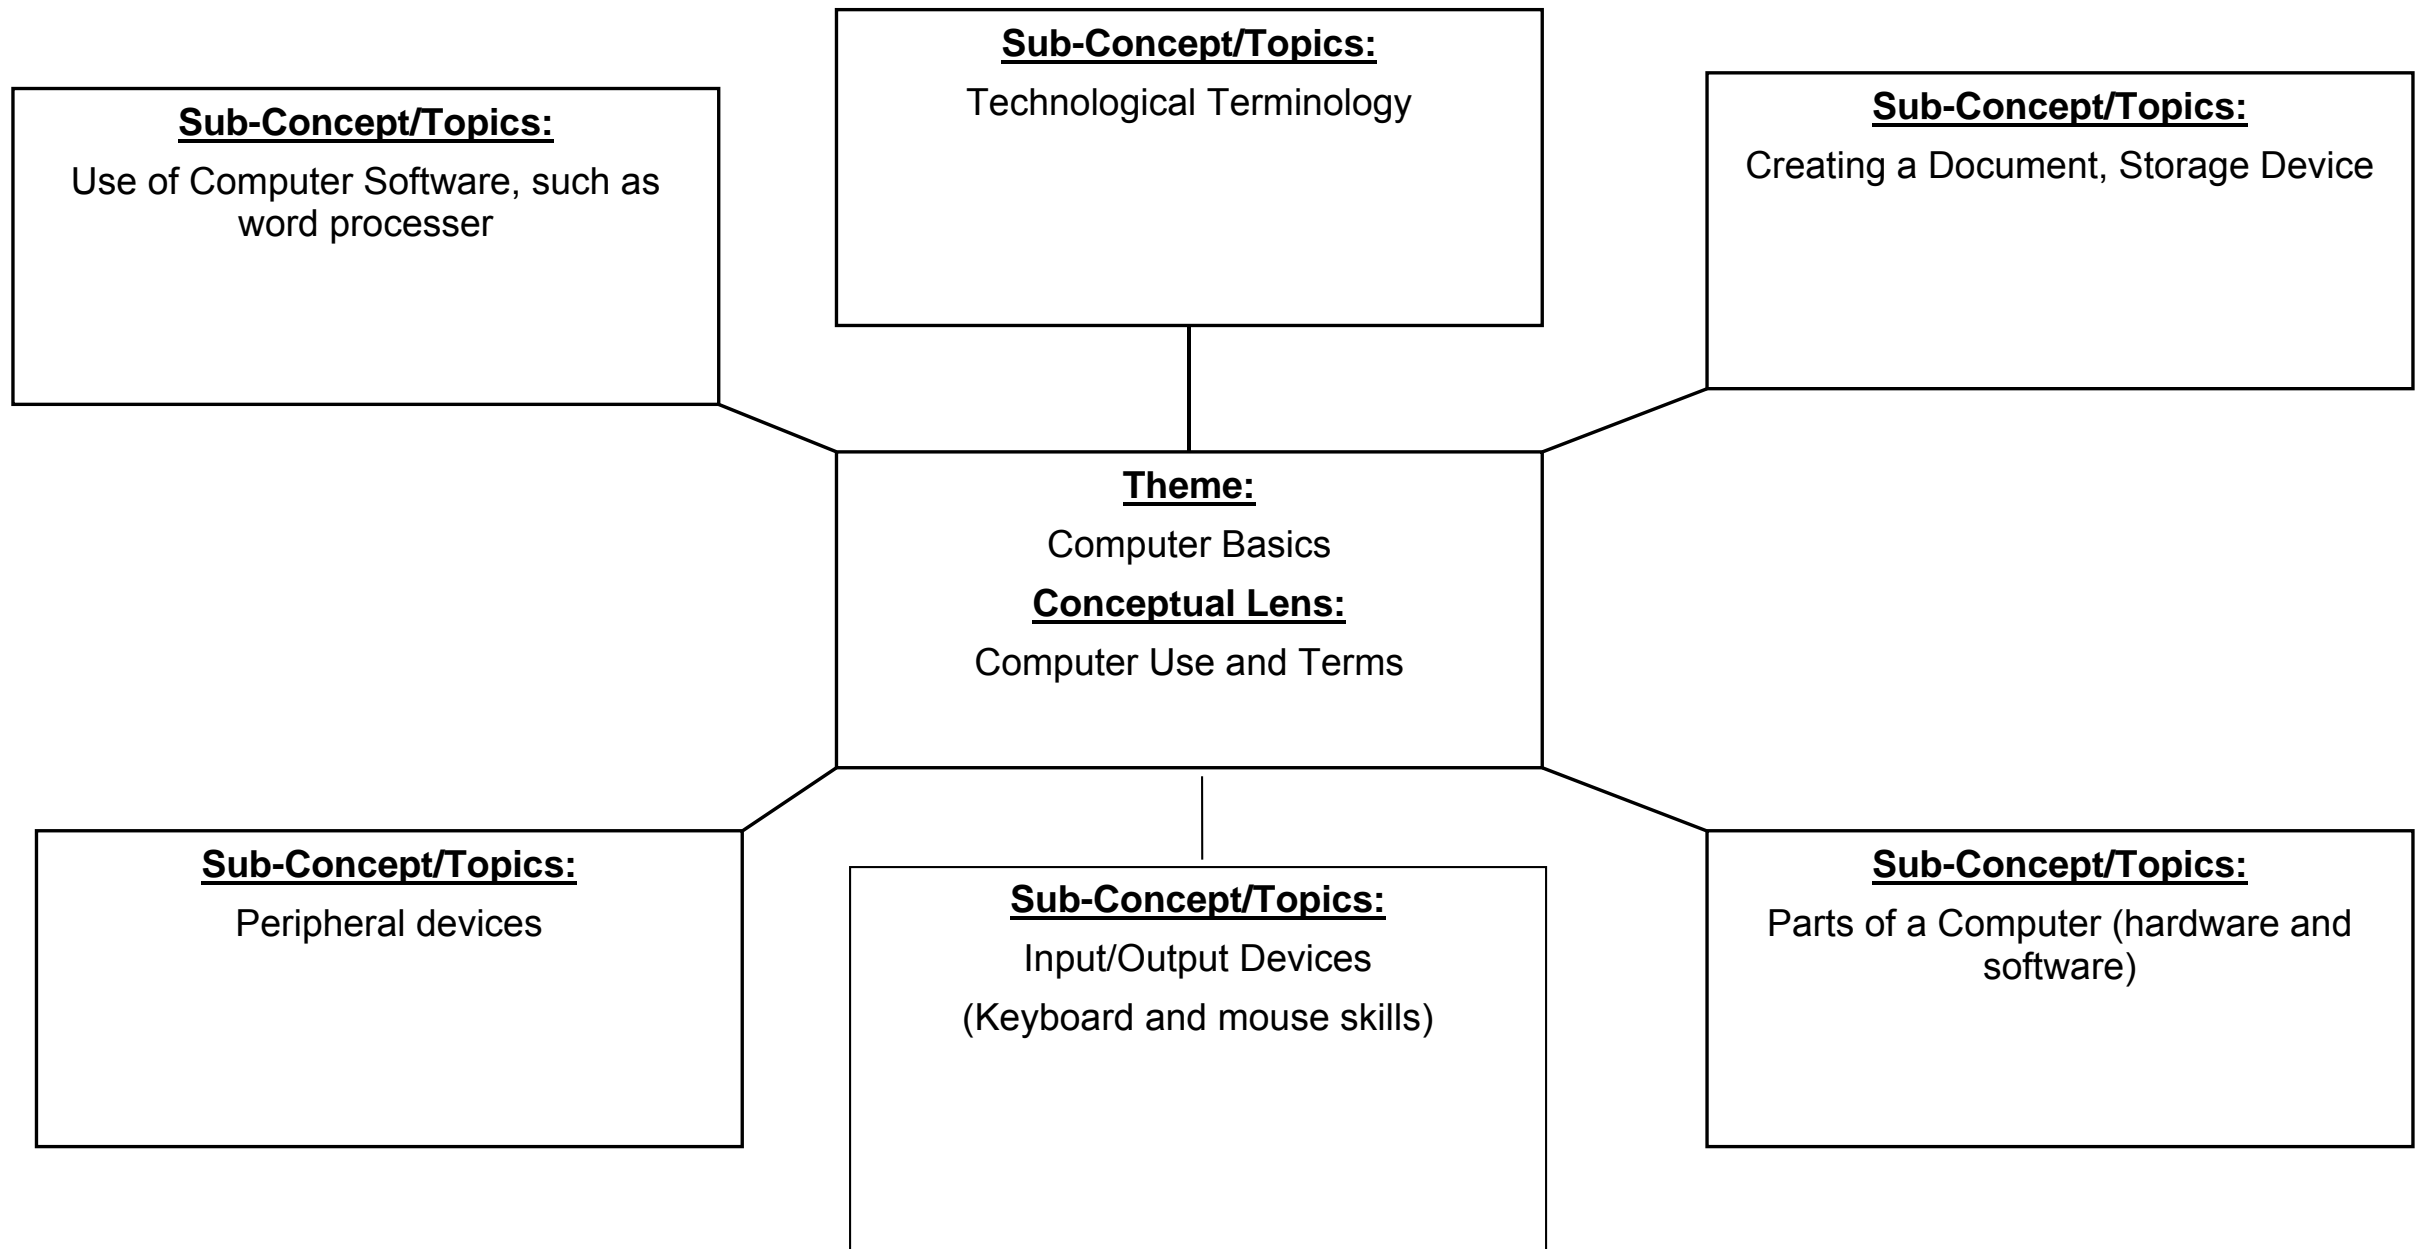 Sub-Concept/Topics:
Use of Computer Software, such as
word processer
Sub-Concept/Topics:
Technological Terminology
Sub-Concept/Topics:
Creating a Document, Storage Device
Theme:
Computer Basics
Conceptual Lens:
Computer Use and Terms
Sub-Concept/Topics:
Peripheral devices
Sub-Concept/Topics:
Input/Output Devices
(Keyboard and mouse skills)
Sub-Concept/Topics:
Parts of a Computer (hardware and
software)